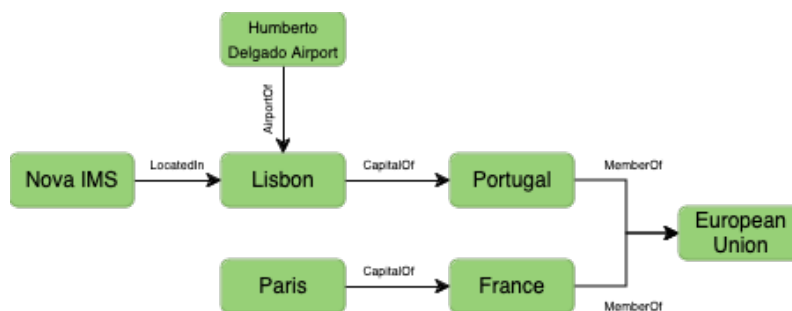 Humberto
Delgado Airport
AirportOf
Nova IMS
LocatedIn
Lisbon
CapitalOf
Portugal
MemberOf
European
Union
Paris
CapitalOf
France
MemberOf